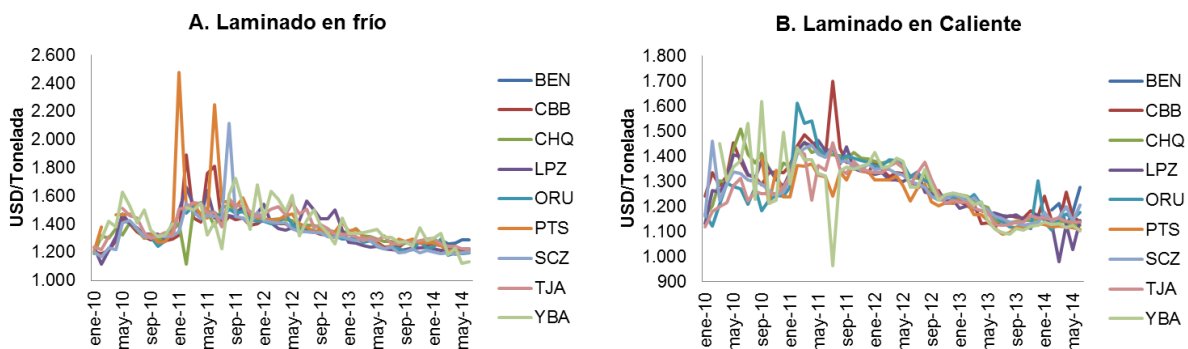 A. Laminado en frío
USD/Tonelada
2.600
2.400
2.200
2.000
1.800
1.600
1.400
1.200
1.000
ene-10
may-10
sep-10
ene-11
may-11
sep-11
ene-12
may-12
sep-12
ene-13
may-13
sep-13
ene-14
may-14
BEN
CBB
CHQ
LPZ
ORU
PTS
SCZ
TJA
YBA
B. Laminado en Caliente
USD/Tonelada
1.800
1.700
1.600
1.500
1.400
1.300
1.200
1.100
1.000
900
ene-10
may-10
sep-10
ene-11
may-11
sep-11
ene-12
may-12
sep-12
ene-13
may-13
sep-13
ene-14
may-14
BEN
CBB
CHQ
LPZ
ORU
PTS
SCZ
TJA
YBA